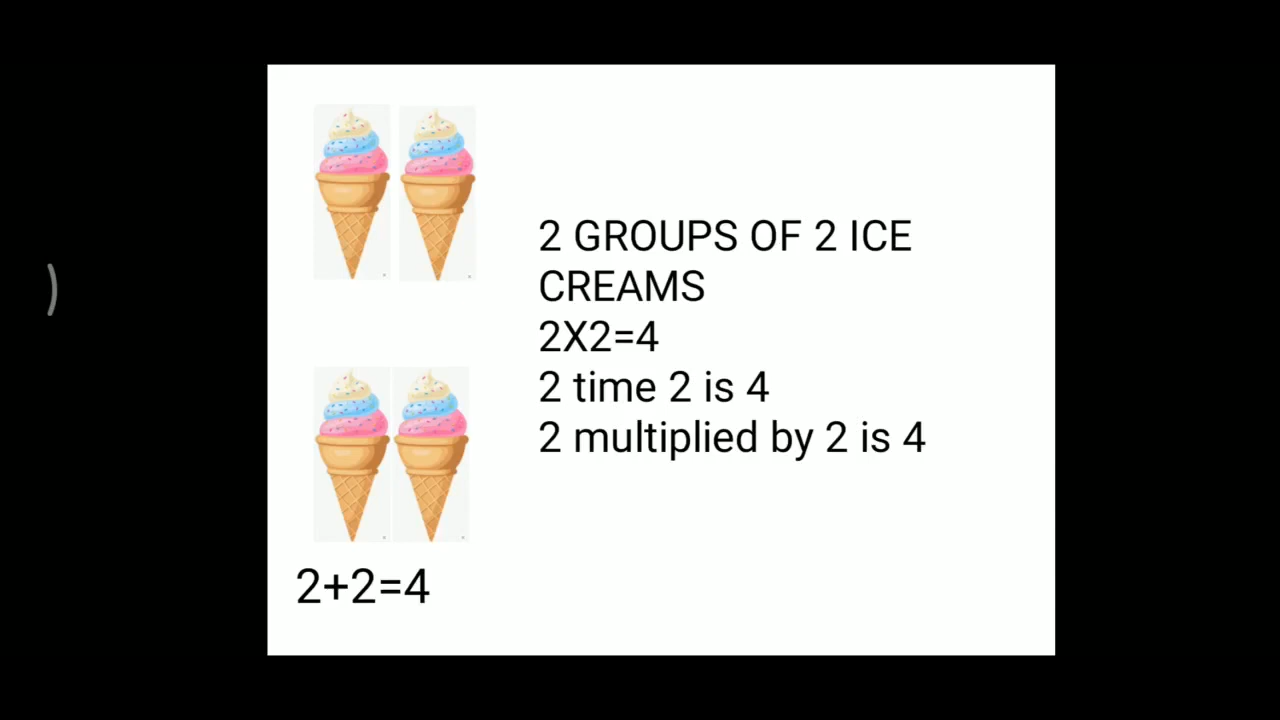 2 GROUPS OF 2 ICE
CREAMS
2X2=4
2 time 2 is 4
2 multiplied by 2 is 4
2+2=4